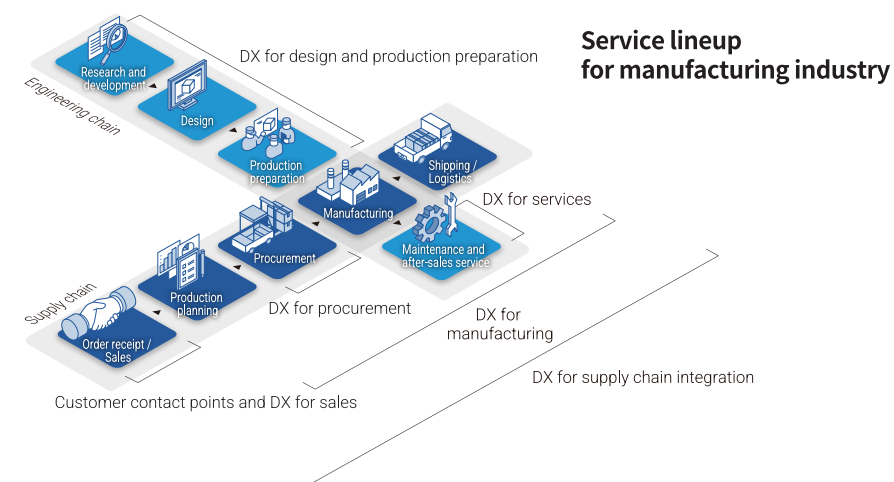 Service lineup
for manufacturing industry
DX for design and production preparation
Engineering chain
Research and
development
Design
Production
preparation
Shipping /
Logistics
Manufacturing
DX for services
Maintenance and
after-sales service
Procurement
Supply chain
Production
planning
DX for procurement
Order receipt /
Sales
DX for
manufacturing
DX for supply chain integration
Customer contact points and DX for sales